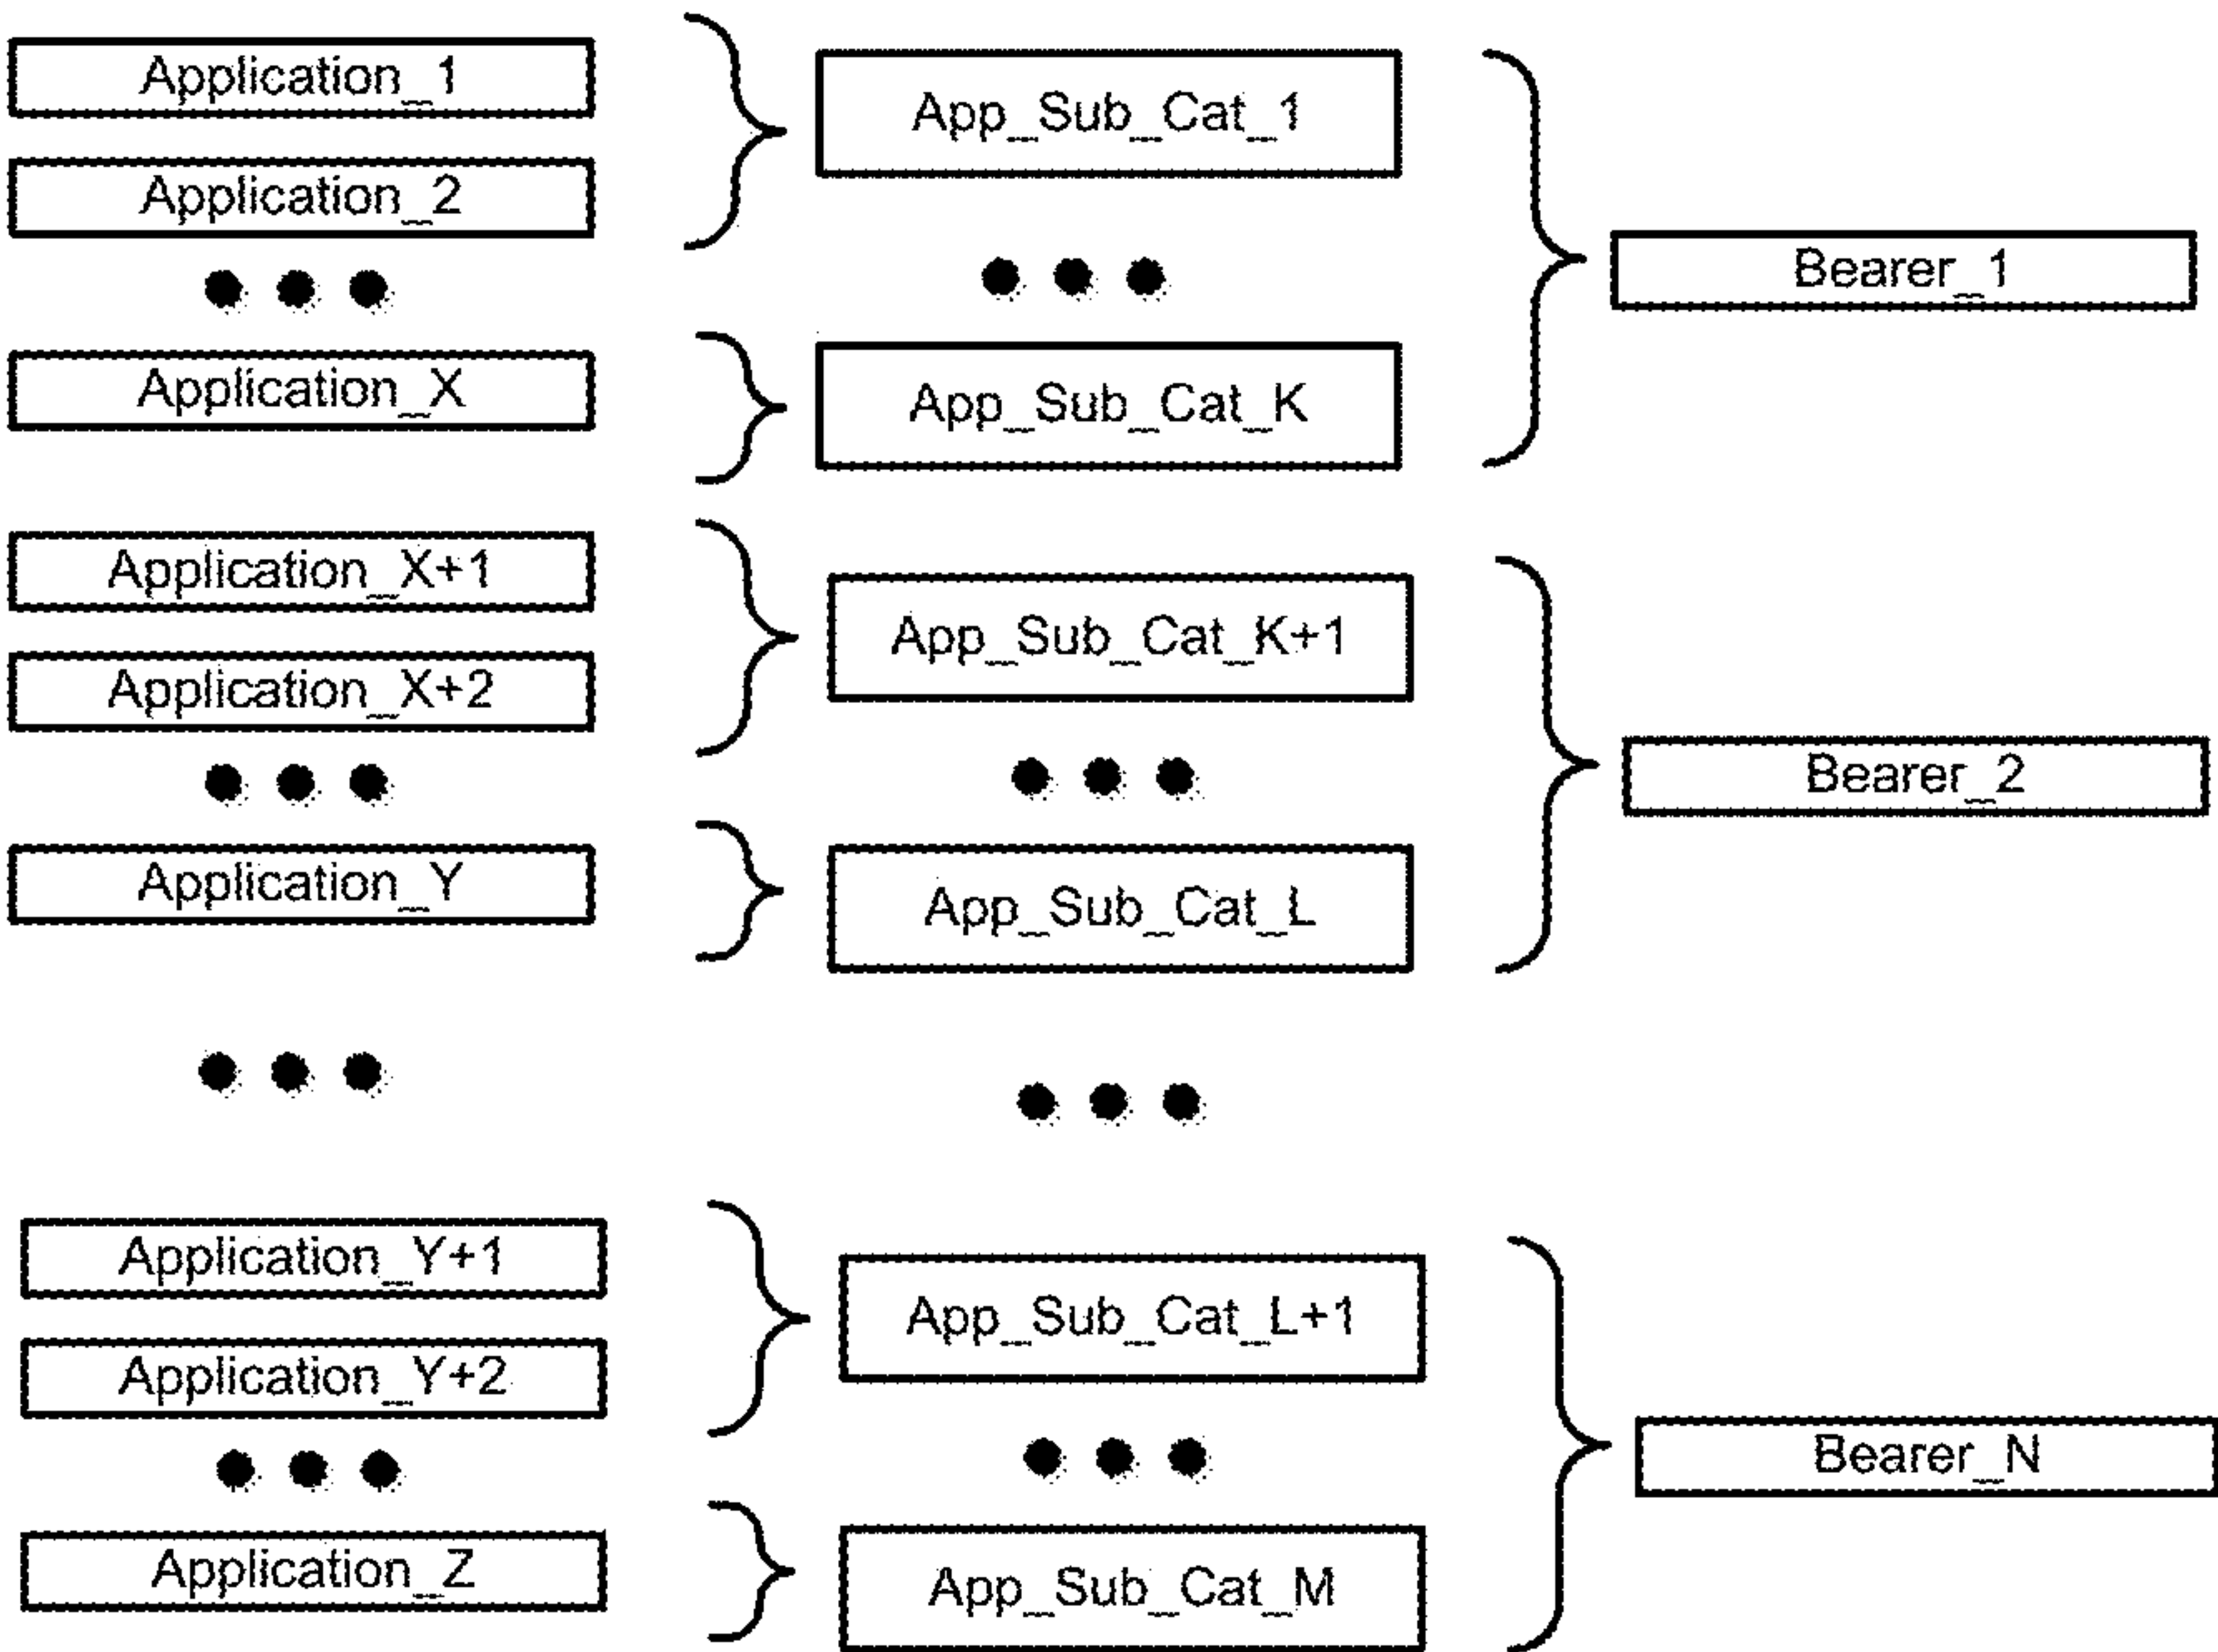 Application_1
Application_2
Application_X
Application_X+1
Application_X+2
Application_Y
Application_Y+1
Application_Y+2
Application_Z
App_Sub_Cat_1
App_Sub_Cat_K
App_Sub_Cat_K+1
App_Sub_Cat_L
App_Sub_Cat_L+1
App_Sub_Cat_M
Bearer_1
Bearer_2
Bearer_N